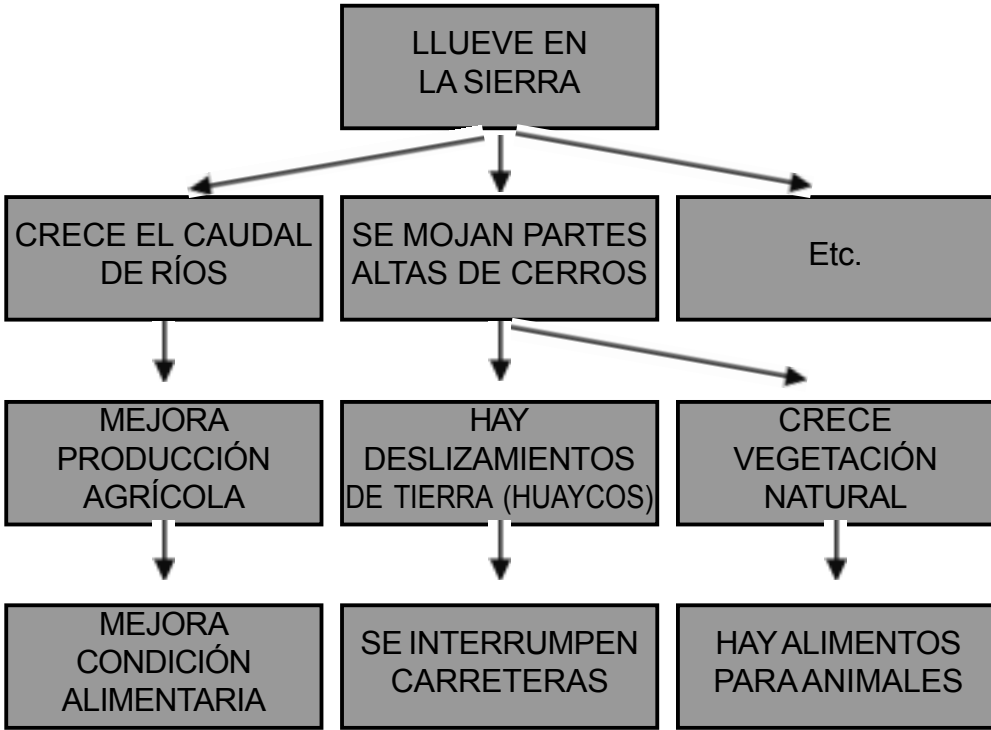 LLUEVE EN
LA SIERRA
CRECE EL CAUDAL
DE RÍOS
SE MOJAN PARTES
ALTAS DE CERROS
Etc.
MEJORA
PRODUCCIÓN
AGRÍCOLA
HAY
DESLIZAMIENTOS
DE TIERRA (HUAYCOS)
CRECE
VEGETACIÓN
NATURAL
MEJORA
CONDICIÓN
ALIMENTARIA
SE INTERRUMPEN
CARRETERAS
HAY ALIMENTOS
PARA ANIMALES